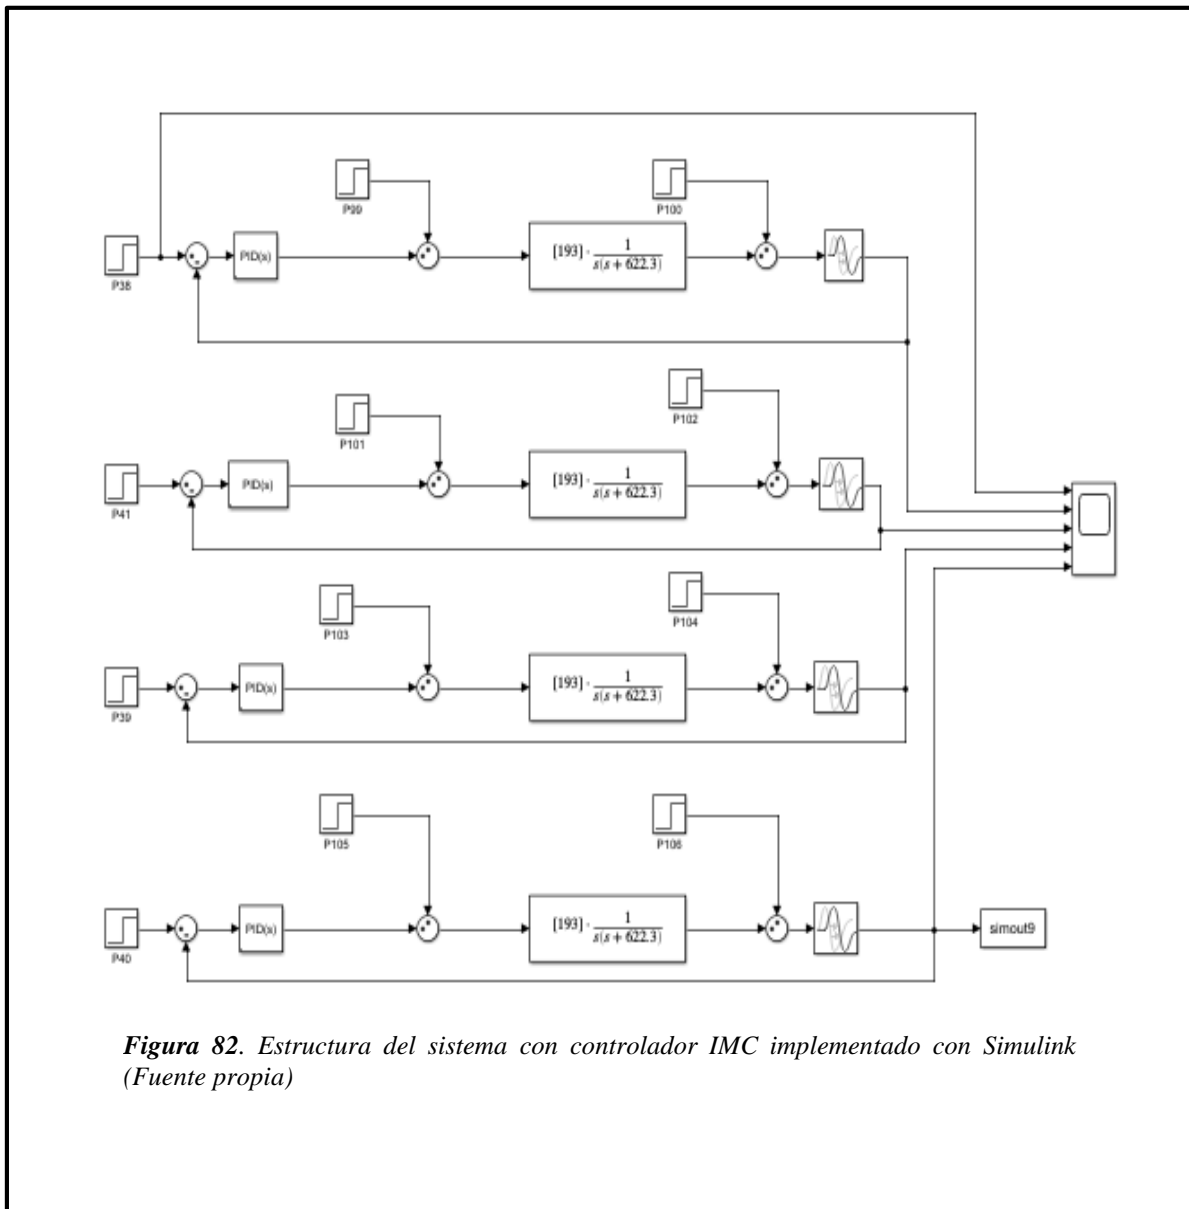 P99
P100
P38
PID(s)
[193] · 1
s(s + 622.3)
P101
P102
P41
PID(s)
[193] · 1
s(s + 622.3)
P103
P104
P39
PID(s)
[193] · 1
s(s + 622.3)
P105
P106
P40
PID(s)
[193] · 1
s(s + 622.3)
simout9
Figura 82. Estructura del sistema con controlador IMC implementado con Simulink
(Fuente propia)